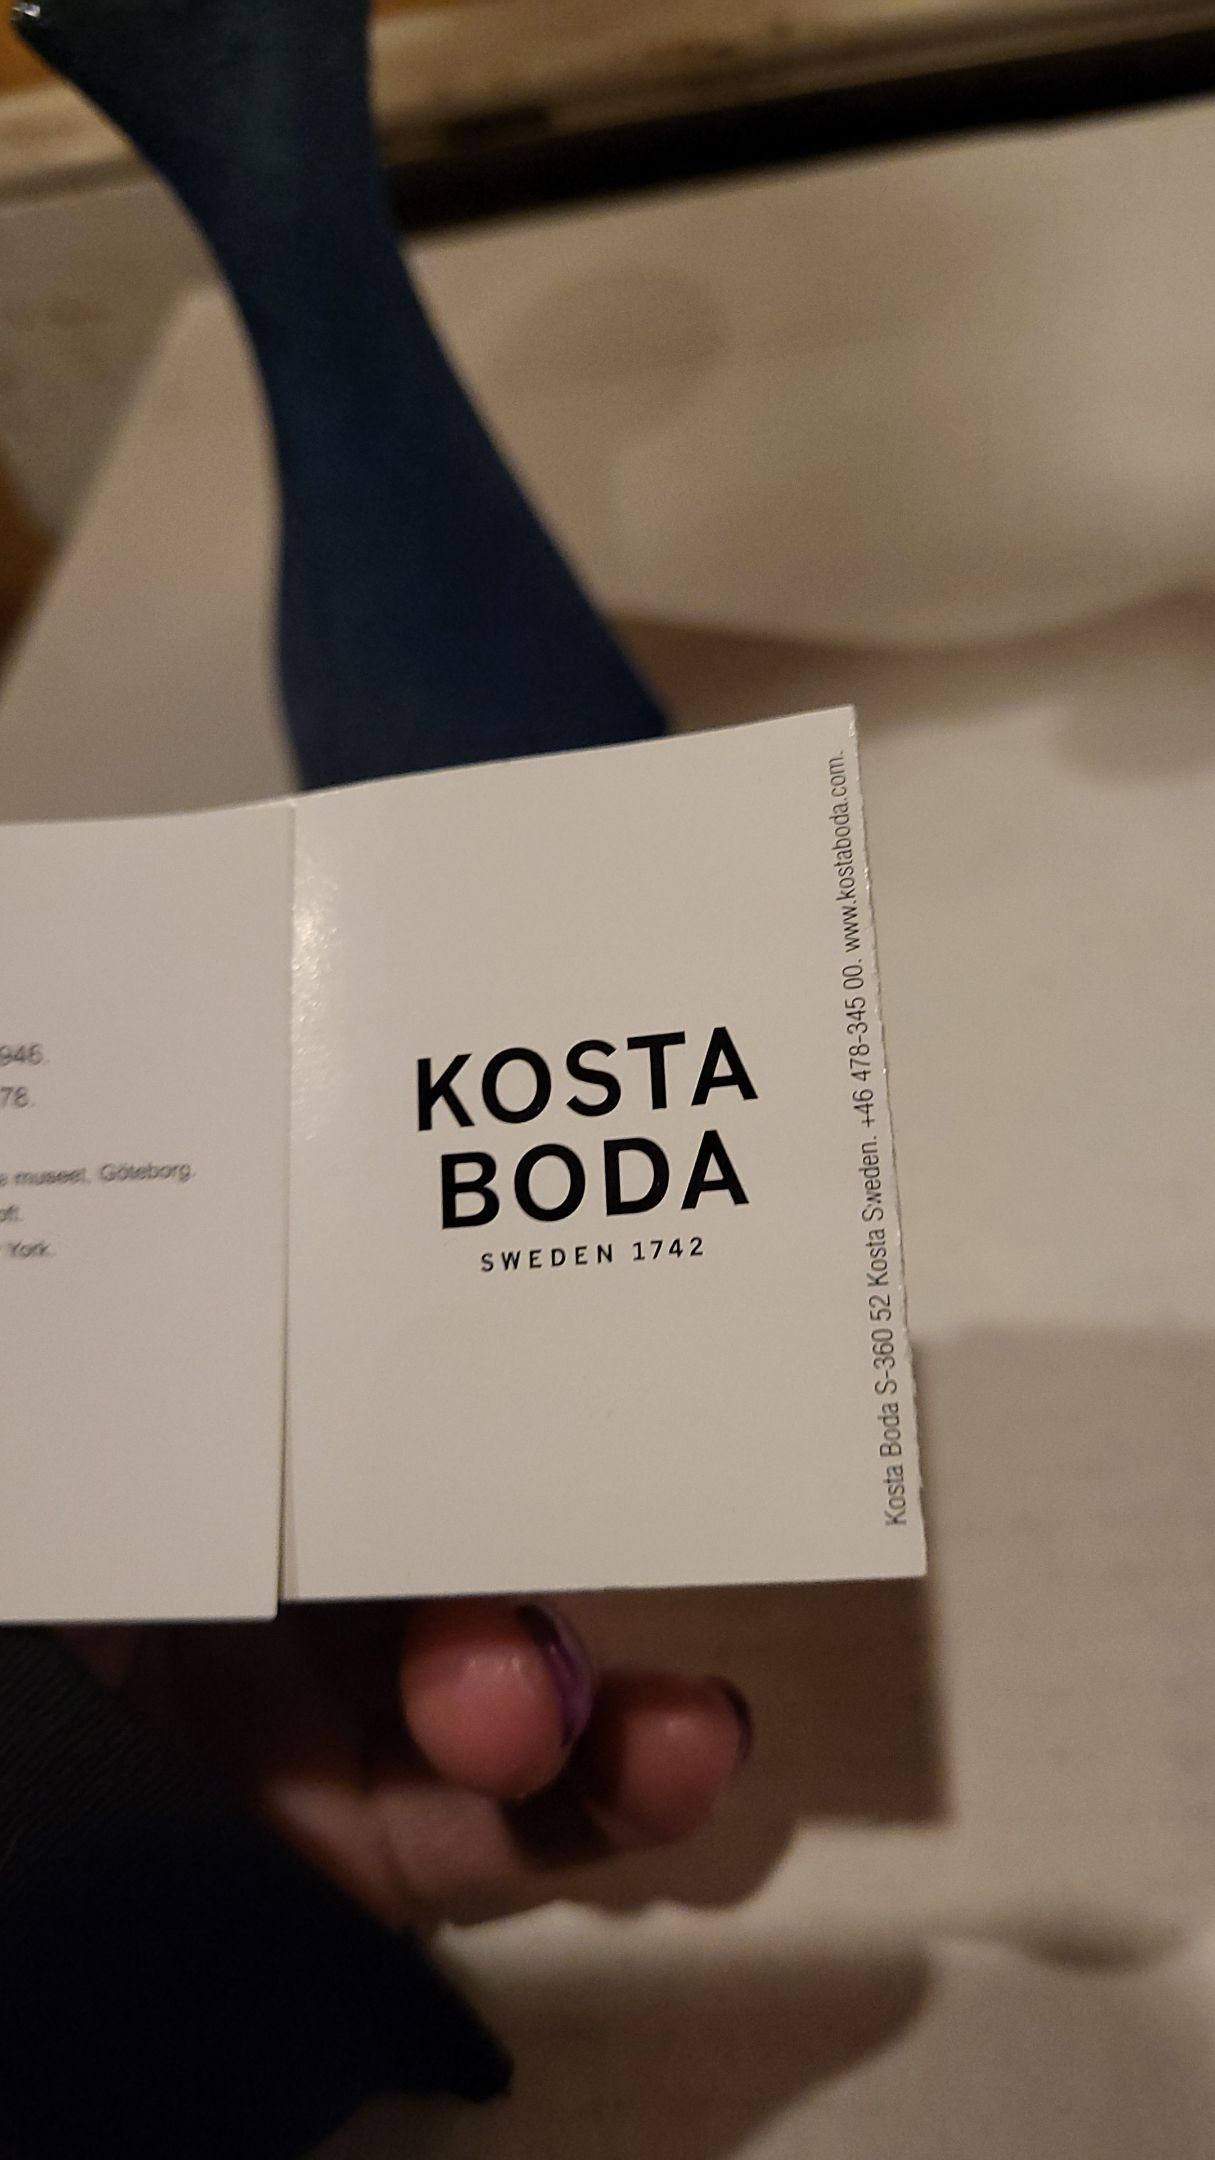 946.
78.
museet, Göteborg.
York.
KOSTA
BODA
SWEDEN 1742
Kosta Boda S-360 52 Kosta Sweden. +46 478-345 00. www.kostaboda.com.